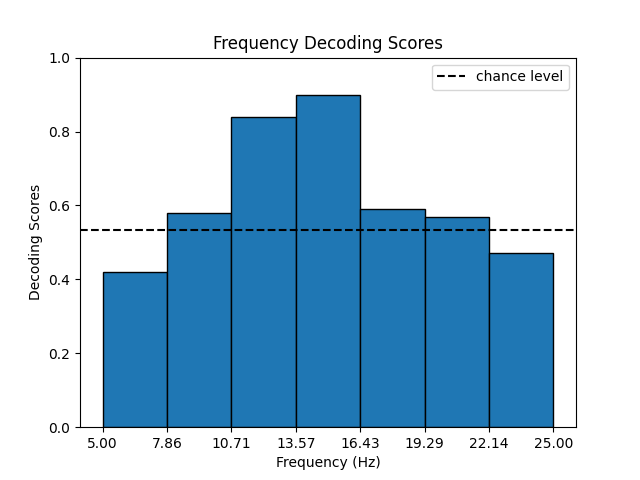 Frequency Decoding Scores
chance level
Decoding Scores
1.0
0.8
0.6
0.4
0.2
0.0
5.00 7.86 10.71 13.57 16.43 19.29 22.14 25.00
Frequency (Hz)